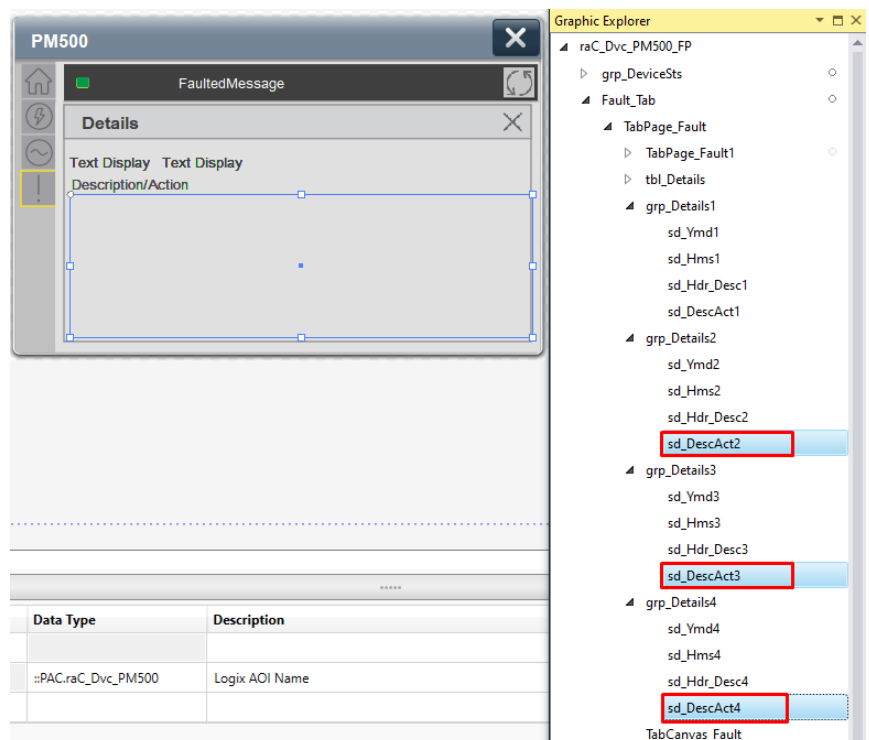 PM500
FaultedMessage
Details
Text Display Text Display
Description/Action
Data Type Description
::PAC.raC_Dvc_PM500 Logix AOI Name
Graphic Explorer
raC_Dvc_PM500_FP
grp_DeviceSts
Fault_Tab
TabPage_Fault
TabPage_Fault1
tbl_Details
grp_Details1
sd_Ymd1
sd_Hms1
sd_Hdr_Desc1
sd_DescAct1
grp_Details2
sd_Ymd2
sd_Hms2
sd_Hdr_Desc2
sd_DescAct2
grp_Details3
sd_Ymd3
sd_Hms3
sd_Hdr_Desc3
sd_DescAct3
grp_Details4
sd_Ymd4
sd_Hms4
sd_Hdr_Desc4
sd_DescAct4
TabCanvas_Fault